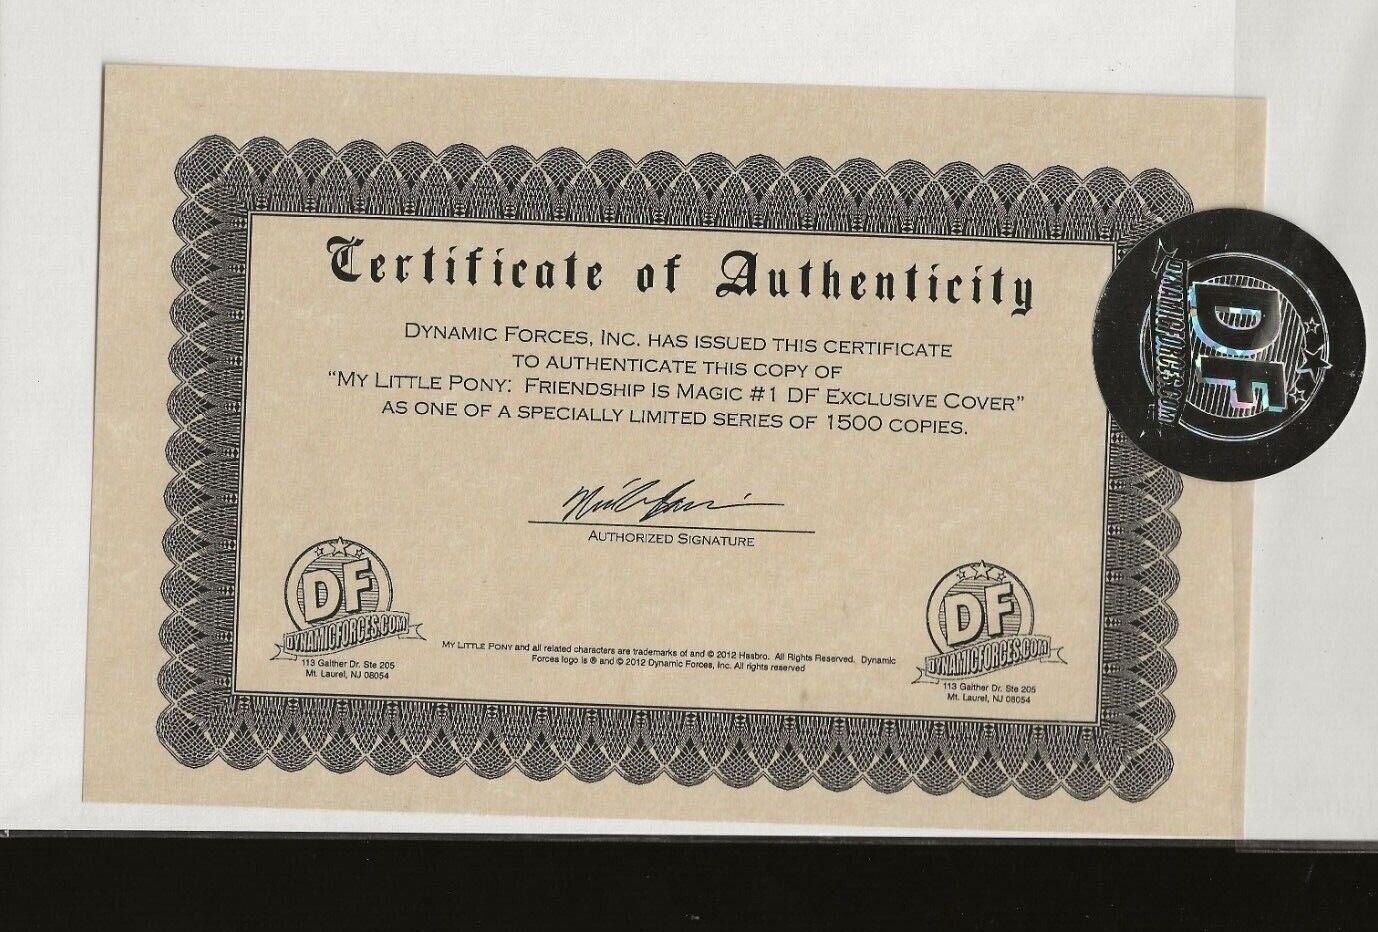 Certificate of Authenticity
DYNAMIC FORCES, INC. HAS ISSUED THIS CERTIFICATE
TO AUTHENTICATE THIS COPY OF
“MY LITTLE PONY: FRIENDSHIP IS MAGIC #1 DF EXCLUSIVE COVER”
AS ONE OF A SPECIALLY LIMITED SERIES OF 1500 COPIES.
DF
DYNAMICFORCES.COM
AUTHORIZED SIGNATURE
DF
DYNAMICFORCES.COM
113 Gaither Dr. Ste 205
Mt. Laurel, NJ 08054
MY LITTLE PONY and all related characters are trademarks of and © 2012 Hasbro. All Rights Reserved. Dynamic
Forces logo is ® and © 2012 Dynamic Forces, Inc. All rights reserved
DF
DYNAMICFORCES.COM
113 Gaither Dr. Ste 205
Mt. Laurel, NJ 08054